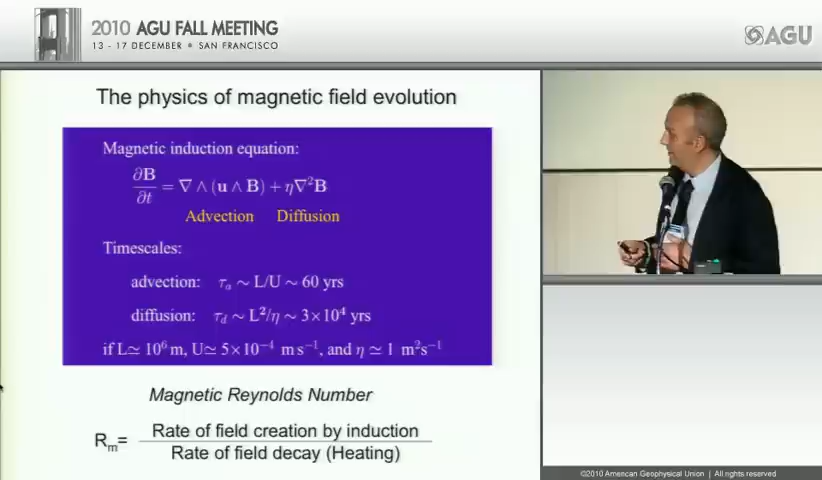 2010 AGU FALL MEETING
13 - 17 DECEMBER • SAN FRANCISCO
AGU
The physics of magnetic field evolution
Magnetic induction equation:
∂B/∂t = ∇ ∧ (u ∧ B) + η∇²B
Advection Diffusion
Timescales:
advection: τₐ ~ L/U ~ 60 yrs
diffusion: τ_d ~ L²/η ~ 3×10⁴ yrs
if L≃ 10⁶ m, U≃ 5×10⁻⁴ m s⁻¹, and η ≃ 1 m²s⁻¹
Magnetic Reynolds Number
Rₘ= Rate of field creation by induction
Rate of field decay (Heating)
©2010 American Geophysical Union | All rights reserved